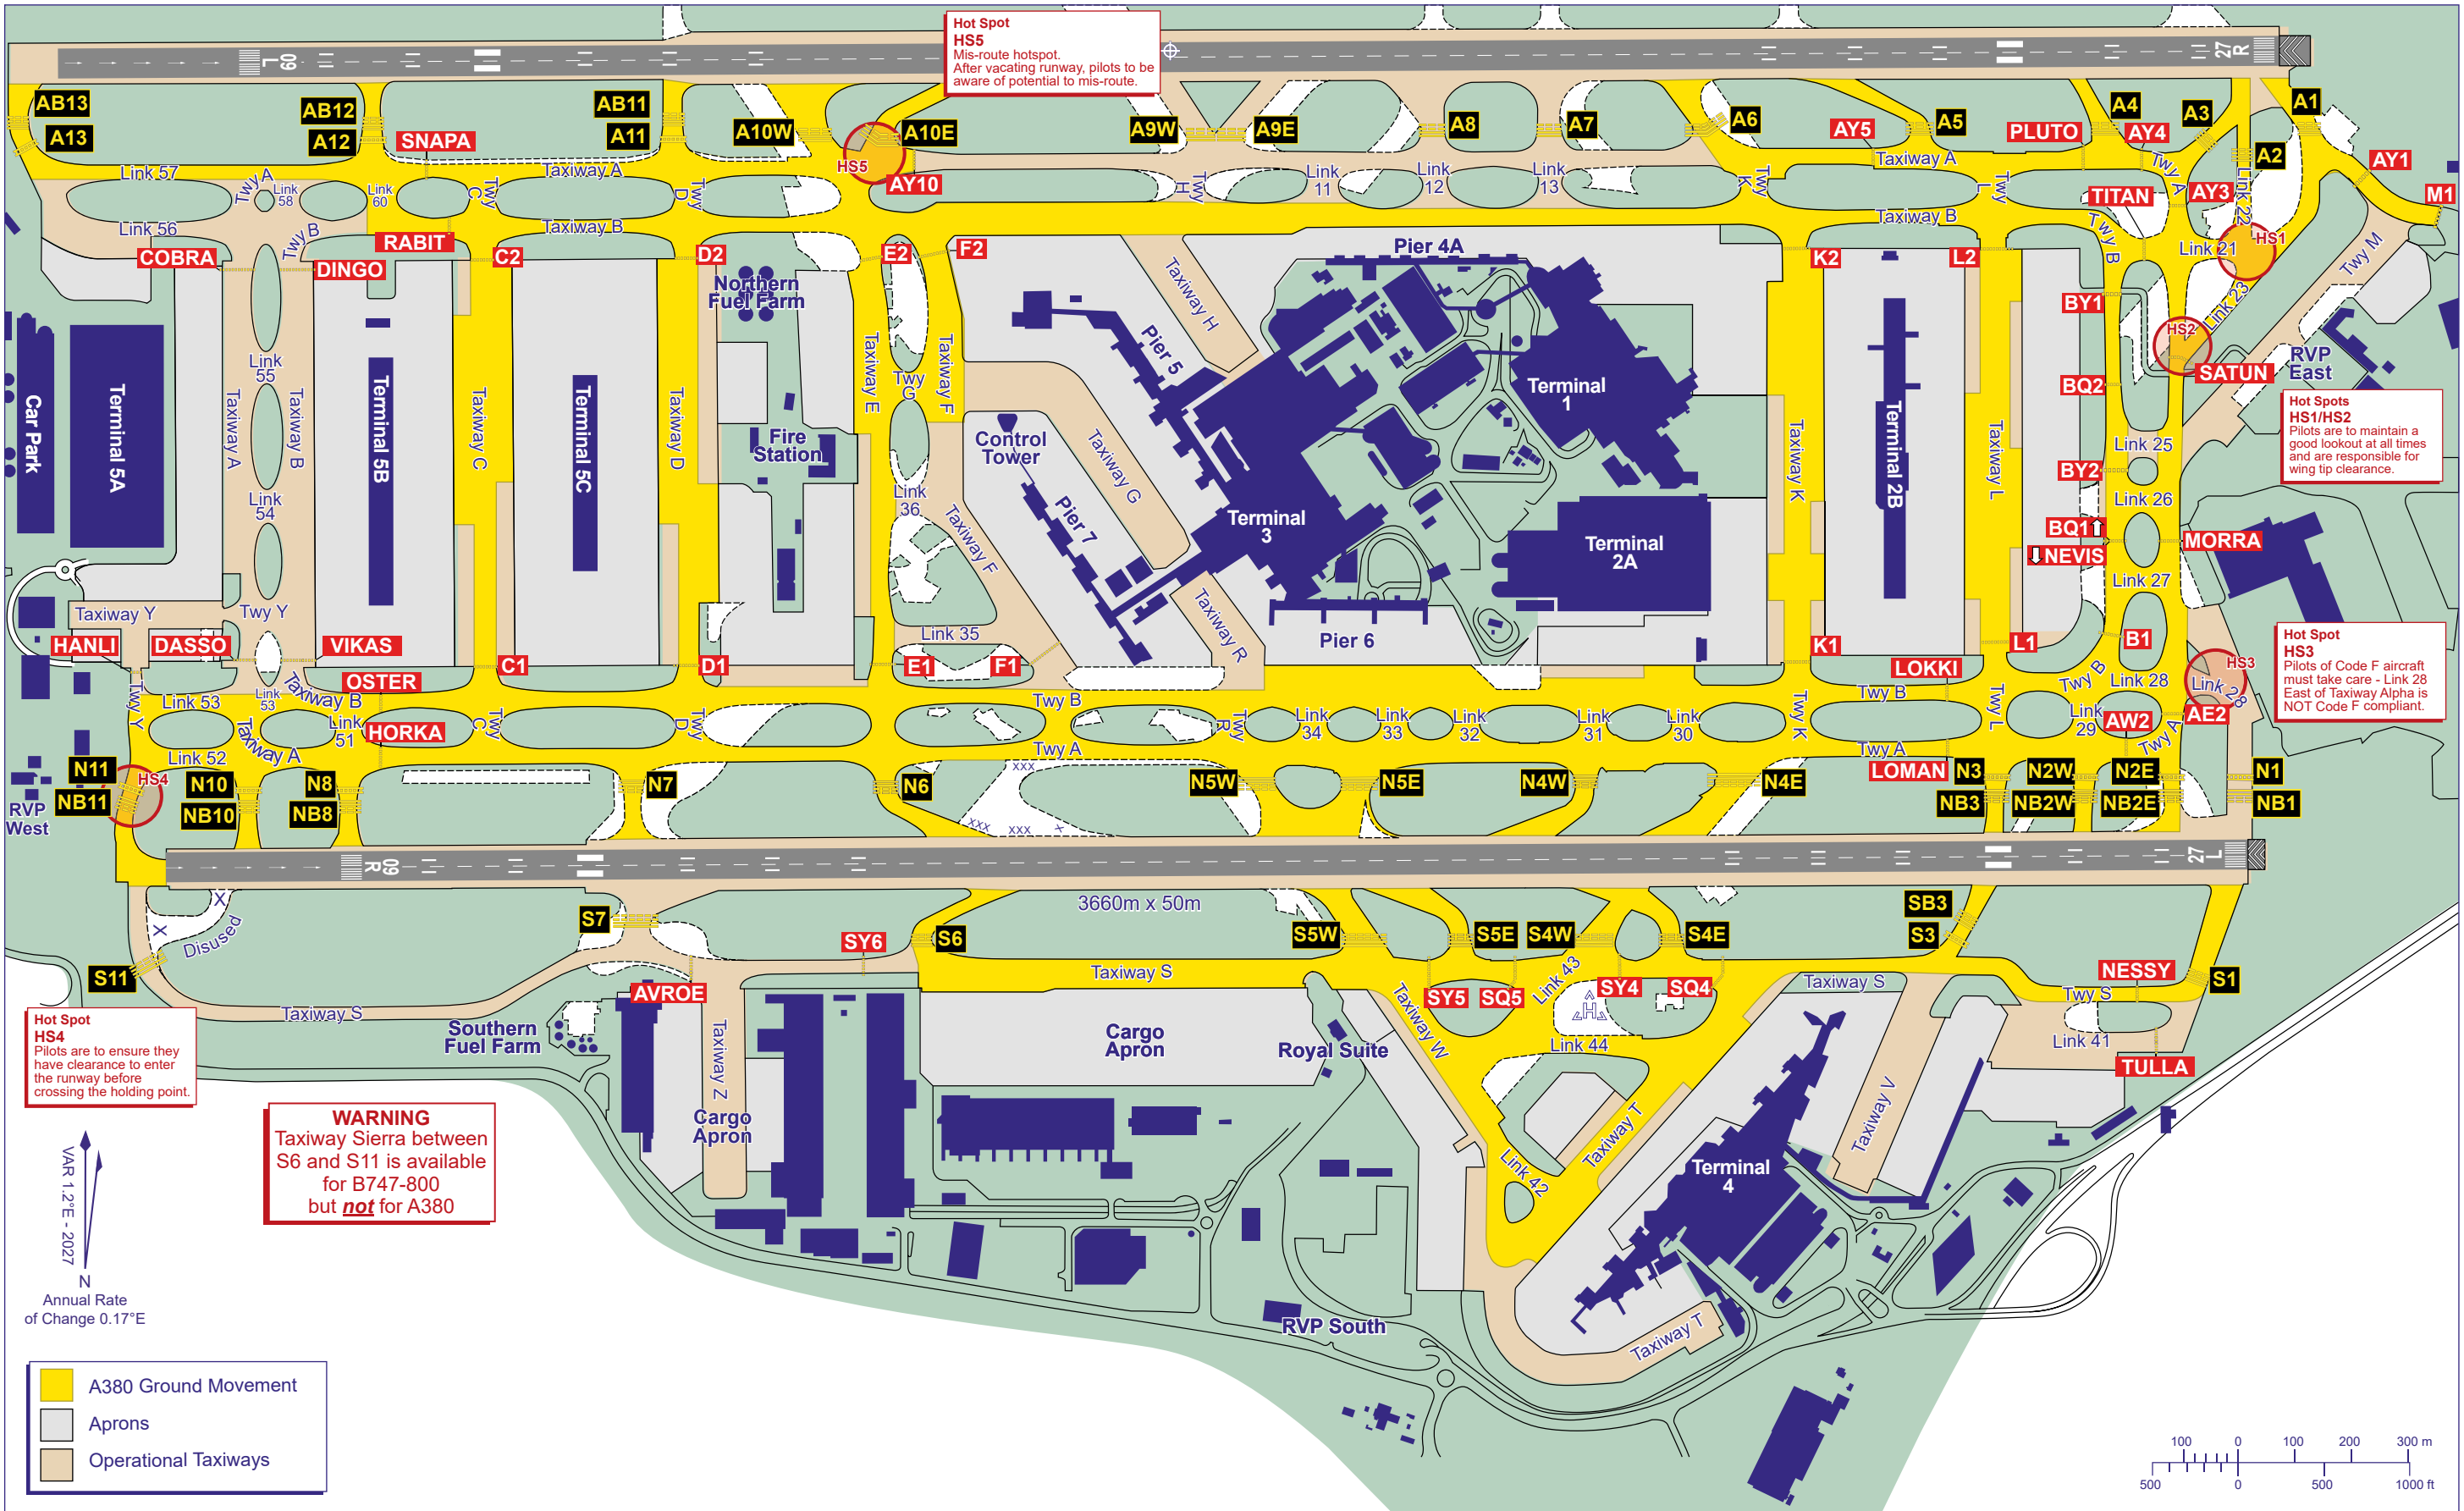 Hot Spot
HS5
Mis-route hotspot.
After vacating runway, pilots to be
aware of potential to mis-route.
09
L
27
R
AB13
A13
AB12
A12
SNAPA
AB11
A11
A10W
A10E
HS5
AY10
A9W
A9E
A8
A7
A6
AY5
A5
PLUTO
A4
AY4
A3
A2
A1
AY1
M1
Link 57
Twy A
Link
58
Link
60
Twy
C
Taxiway A
Twy
D
Twy
H
Link
11
Link
12
Link
13
Twy
K
Taxiway A
Twy
L
Twy A
TITAN
AY3
Link 22
Link 56
Twy B
Taxiway B
Taxiway B
Twy B
Link 21
HS1
Twy M
COBRA
DINGO
RABIT
C2
D2
E2
F2
Pier 4A
K2
L2
BY1
Link 23
HS2
SATUN
RVP
East
Northern
Fuel Farm
Taxiway H
Pier 5
Taxiway E
Taxiway F
Twy
G
Car Park
Terminal 5A
Taxiway A
Link
55
Taxiway B
Terminal 5B
Taxiway C
Terminal 5C
Taxiway D
Fire
Station
Control
Tower
Taxiway G
Terminal
1
Taxiway K
Terminal 2B
Taxiway L
BQ2
Link 25
Hot Spots
HS1/HS2
Pilots are to maintain a
good lookout at all times
and are responsible for
wing tip clearance.
Link
54
Link
36
Taxiway F
Pier 7
Terminal
3
Terminal
2A
BY2
Link 26
BQ1
NEVIS
MORRA
Link 27
Taxiway Y
Twy Y
Link 35
Taxiway R
Pier 6
HANLI
DASSO
VIKAS
OSTER
C1
D1
E1
F1
K1
L1
LOKKI
B1
HS3
Link 28
Hot Spot
HS3
Pilots of Code F aircraft
must take care - Link 28
East of Taxiway Alpha is
NOT Code F compliant.
Twy Y
Link 53
Link
53
Taxiway B
Link
51
HORKA
Twy
C
Twy
D
Twy B
Twy
R
Link
34
Link
33
Link
32
Link
31
Link
30
Twy K
Twy B
Twy L
Twy B
Link 28
Link
29
AW2
AE2
Twy A
Link 52
Taxiway A
Twy A
Twy A
LOMAN
N11
NB11
HS4
N10
NB10
N8
NB8
N7
N6
N5W
N5E
N4W
N4E
N3
NB3
N2W
NB2W
N2E
NB2E
N1
NB1
RVP
West
xxx
xxx
xxx
x
09
R
27
L
3660m x 50m
X
X
Disused
S11
S7
SY6
S6
S5W
S5E
S4W
S4E
SB3
S3
S1
Taxiway S
AVROE
Taxiway S
SY5
SQ5
Link 43
SY4
SQ4
H
Taxiway S
NESSY
Twy S
Link 41
TULLA
Hot Spot
HS4
Pilots are to ensure they
have clearance to enter
the runway before
crossing the holding point.
Southern
Fuel Farm
Taxiway Z
Cargo
Apron
Cargo
Apron
Royal Suite
Taxiway W
Link 44
Taxiway T
Link 42
Terminal
4
Taxiway V
RVP South
Taxiway T
WARNING
Taxiway Sierra between
S6 and S11 is available
for B747-800
but not for A380
VAR 1.2°E - 2027
N
Annual Rate
of Change 0.17°E
A380 Ground Movement
Aprons
Operational Taxiways
100 0 100 200 300 m
500 0 500 1000 ft